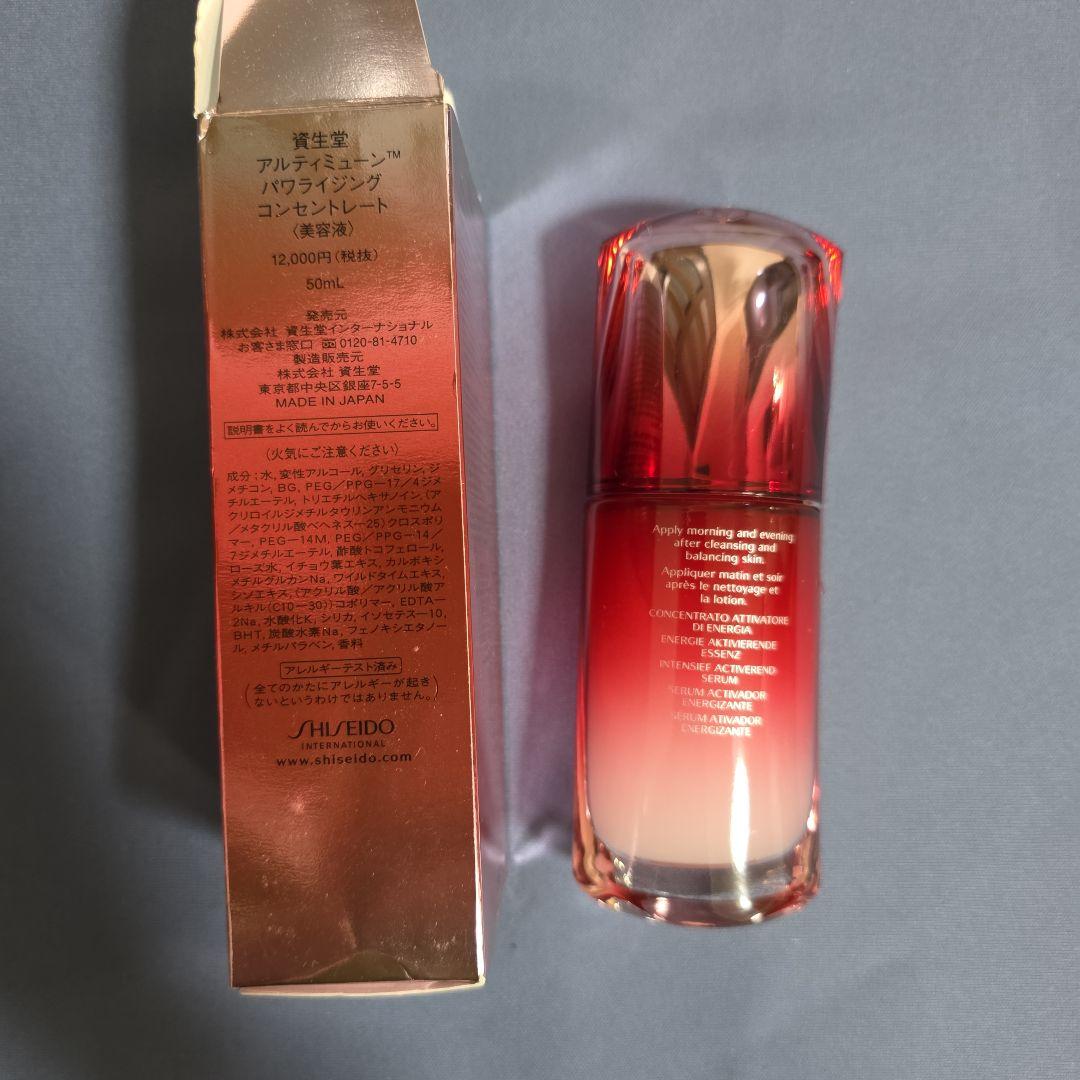 資生堂
アルティミューン™
パワライジング
コンセントレート
〈美容液〉
12,000円(税抜)
50mL
発売元
株式会社 資生堂インターナショナル
お客さま窓口 0120-81-4710
製造販売元
株式会社 資生堂
東京都中央区銀座7-5-5
MADE IN JAPAN
説明書をよく読んでからお使いください。
(火気にご注意ください)
成分:水, 変性アルコール, グリセリン, ジ
メチコン, BG, PEG/PPG-17/4ジメ
チルエーテル, トリエチルヘキサノイン, (ア
クリロイルジメチルタウリンアンモニウム
/メタクリル酸ベヘネス-25)クロスポリ
マー, PEG-14M, PEG/PPG-14/
7ジメチルエーテル, 酢酸トコフェロール,
ローズ水, イチョウ葉エキス, カルボキシ
メチルグルカンNa, ワイルドタイムエキス,
シソエキス, (アクリル酸/アクリル酸ア
ルキル(C10-30))コポリマー, EDTA-
2Na, 水酸化K, シリカ, イソセテス-10,
BHT, 炭酸水素Na, フェノキシエタノー
ル, メチルパラベン, 香料
アレルギーテスト済み
(全てのかたにアレルギーが起き
ないというわけではありません。)
SHISEIDO
INTERNATIONAL
www.shiseido.com
Apply morning and evening
after cleansing and
balancing skin.
Appliquer matin et soir
après le nettoyage et
la lotion.
CONCENTRATO ATTIVATORE
DI ENERGIA
ENERGIE AKTIVIERENDE
ESSENZ
INTENSIEF ACTIVEREND
SERUM
SERUM ACTIVADOR
ENERGIZANTE
SERUM ATIVADOR
ENERGIZANTE